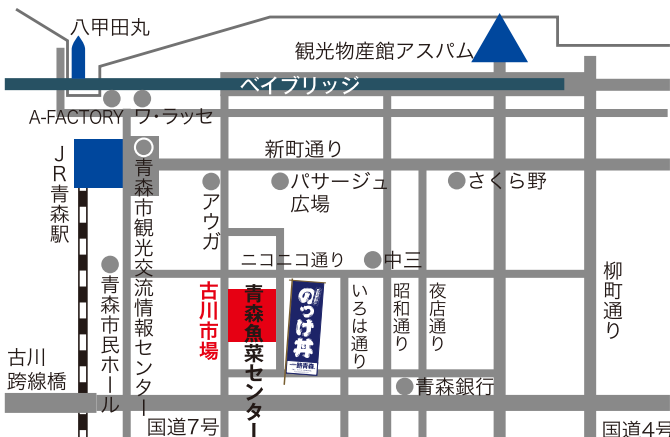 八甲田丸
観光物産館アスパム
ベイブリッジ
A-FACTORY
ワ・ラッセ
新町通り
JR青森駅
青森市観光交流情報センター
アウガ
パサージュ
広場
さくら野
ニコニコ通り
中三
青森市民ホール
古川市場
青森魚菜センター
のっけ丼
いろは通り
昭和通り
夜店通り
柳町通り
古川
跨線橋
青森銀行
国道7号
国道4号